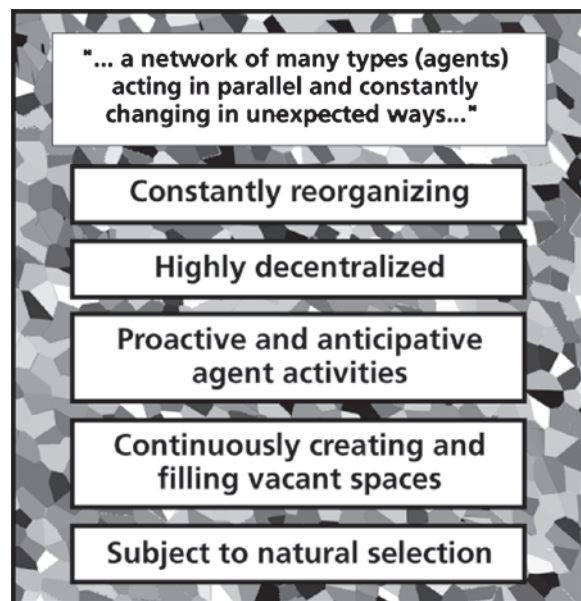 "... a network of many types (agents)
acting in parallel and constantly
changing in unexpected ways..."
Constantly reorganizing
Highly decentralized
Proactive and anticipative
agent activities
Continuously creating and
filling vacant spaces
Subject to natural selection